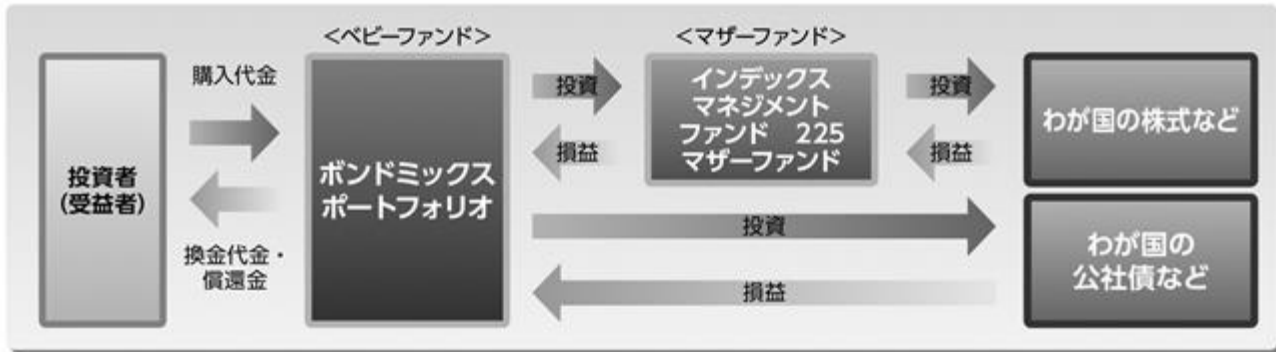 <ベビーファンド>
<マザーファンド>
投資者
(受益者)
購入代金
換金代金・
償還金
ボンドミックス
ポートフォリオ
投資
損益
インデックス
マネジメント
ファンド　225
マザーファンド
投資
損益
わが国の株式など
投資
損益
わが国の
公社債など